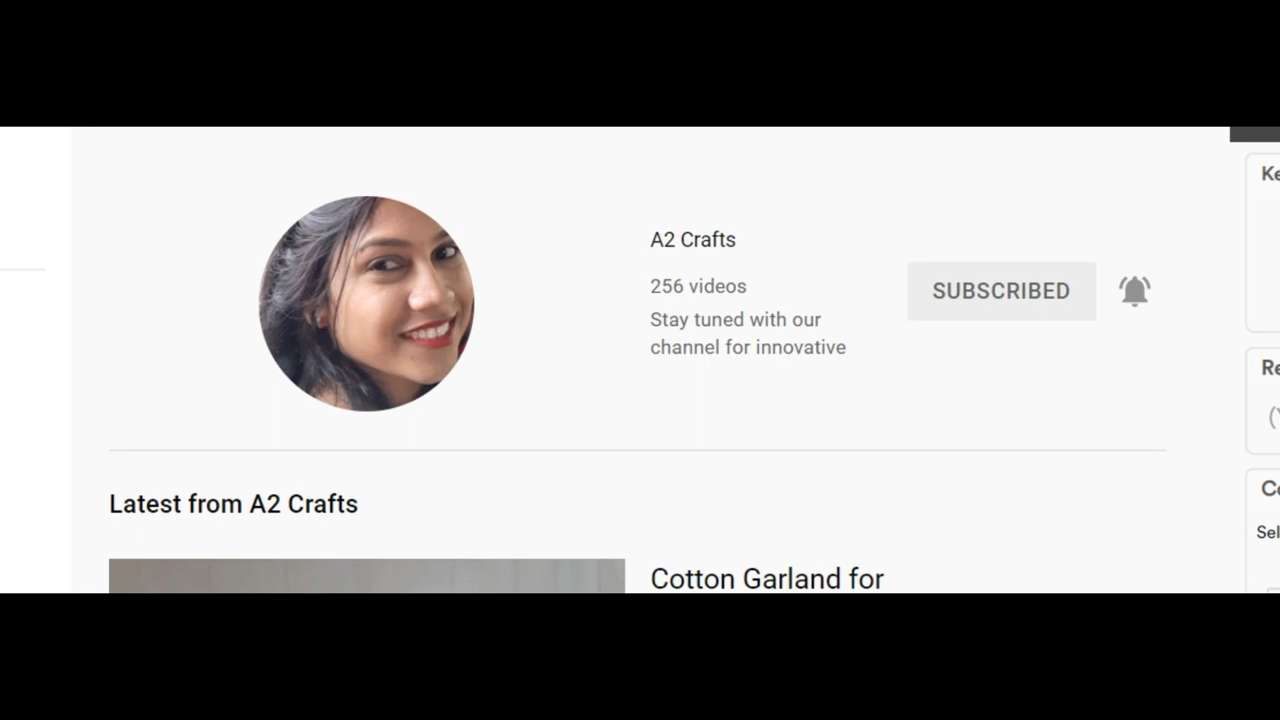 A2 Crafts
256 videos
Stay tuned with our
channel for innovative
SUBSCRIBED
Latest from A2 Crafts
Cotton Garland for